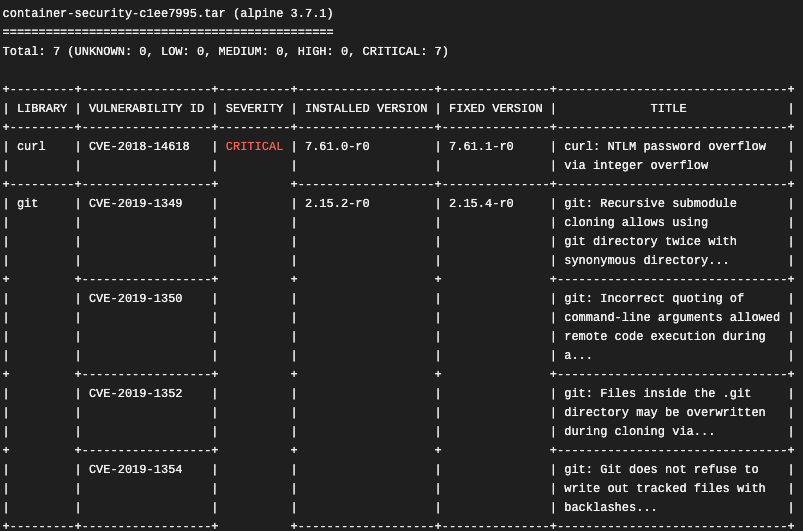 container-security-c1ee7995.tar (alpine 3.7.1)
==============================================
Total: 7 (UNKNOWN: 0, LOW: 0, MEDIUM: 0, HIGH: 0, CRITICAL: 7)

+---------+------------------+----------+-------------------+---------------+--------------------------------+
| LIBRARY | VULNERABILITY ID | SEVERITY | INSTALLED VERSION | FIXED VERSION |             TITLE              |
+---------+------------------+----------+-------------------+---------------+--------------------------------+
| curl    | CVE-2018-14618   | CRITICAL | 7.61.0-r0         | 7.61.1-r0     | curl: NTLM password overflow   |
|         |                  |          |                   |               | via integer overflow           |
+---------+------------------+          +-------------------+---------------+--------------------------------+
| git     | CVE-2019-1349    |          | 2.15.2-r0         | 2.15.4-r0     | git: Recursive submodule       |
|         |                  |          |                   |               | cloning allows using           |
|         |                  |          |                   |               | git directory twice with       |
|         |                  |          |                   |               | synonymous directory...        |
+         +------------------+          +                   +               +--------------------------------+
|         | CVE-2019-1350    |          |                   |               | git: Incorrect quoting of      |
|         |                  |          |                   |               | command-line arguments allowed |
|         |                  |          |                   |               | remote code execution during   |
|         |                  |          |                   |               | a...                           |
+         +------------------+          +                   +               +--------------------------------+
|         | CVE-2019-1352    |          |                   |               | git: Files inside the .git     |
|         |                  |          |                   |               | directory may be overwritten   |
|         |                  |          |                   |               | during cloning via...          |
+         +------------------+          +                   +               +--------------------------------+
|         | CVE-2019-1354    |          |                   |               | git: Git does not refuse to    |
|         |                  |          |                   |               | write out tracked files with   |
|         |                  |          |                   |               | backlashes...                  |
+---------+------------------+          +-------------------+---------------+--------------------------------+